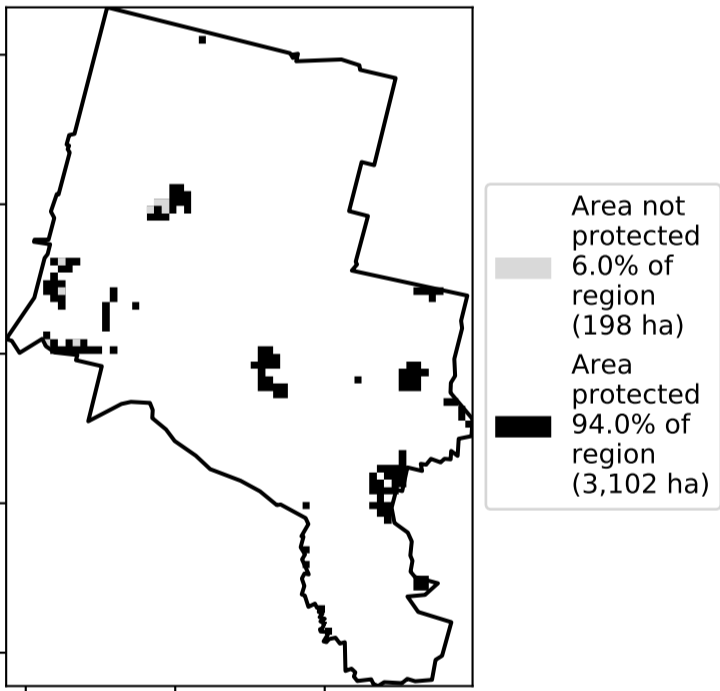 Area not
protected
6.0% of
region
(198 ha)
Area
protected
94.0% of
region
(3,102 ha)